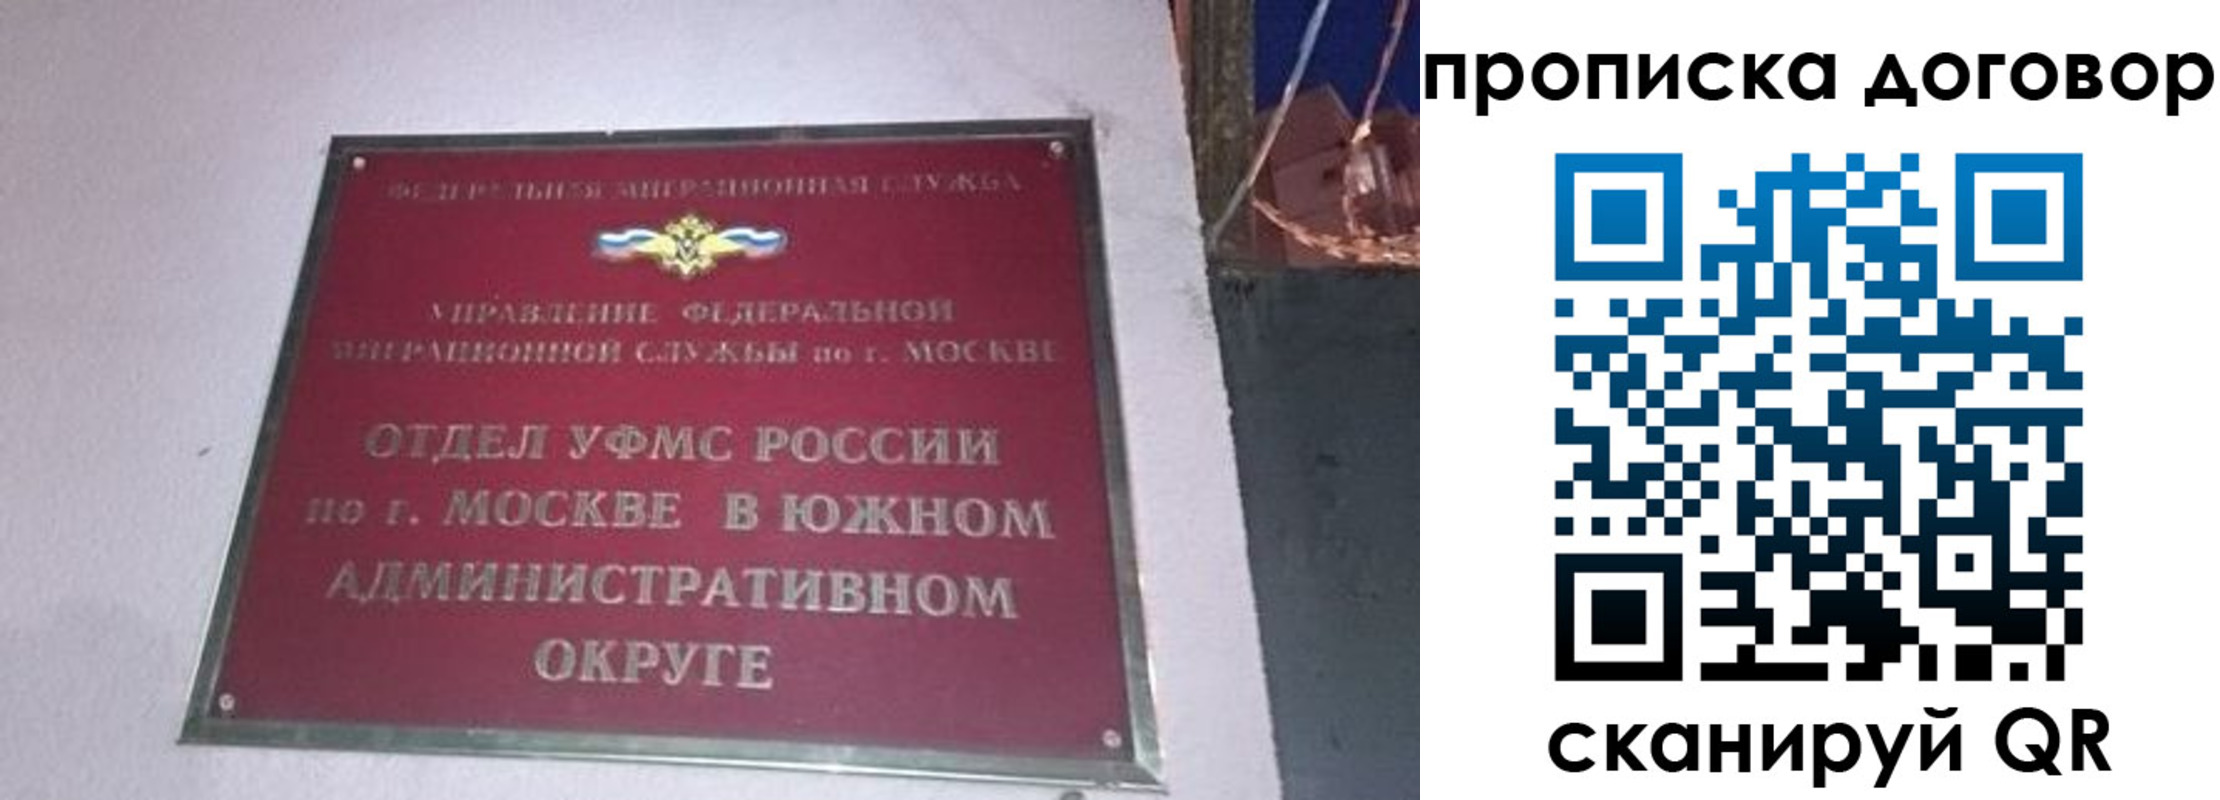 ФЕДЕРАЛЬНАЯ МИГРАЦИОННАЯ СЛУЖБА
УПРАВЛЕНИЕ ФЕДЕРАЛЬНОЙ
МИГРАЦИОННОЙ СЛУЖБЫ по г. МОСКВЕ
ОТДЕЛ УФМС РОССИИ
по г. МОСКВЕ В ЮЖНОМ
АДМИНИСТРАТИВНОМ
ОКРУГЕ
прописка договор
сканируй QR